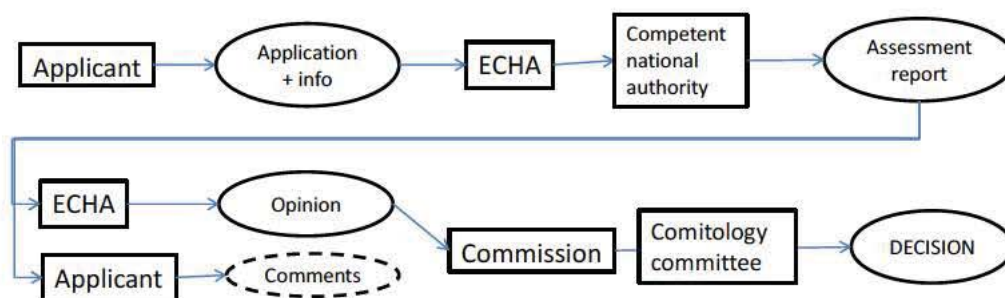 Applicant
Application
+ info
ECHA
Competent
national
authority
Assessment
report
ECHA
Opinion
Commission
Comitology
committee
DECISION
Applicant
Comments